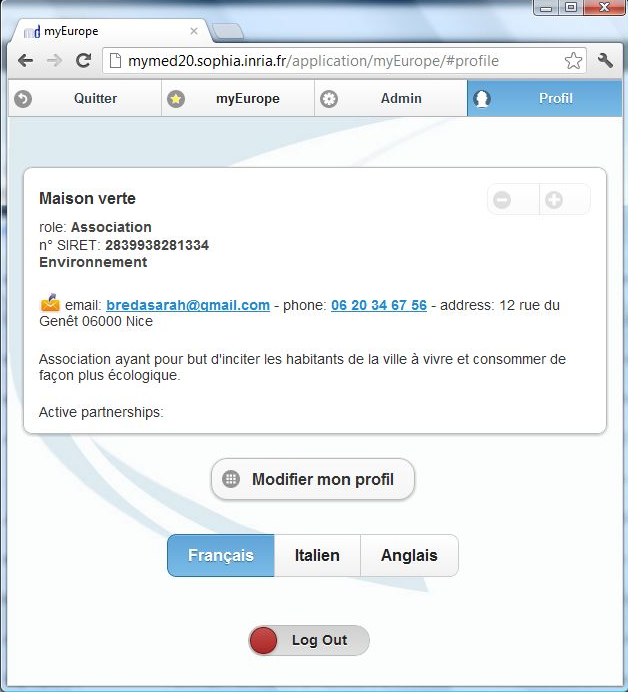 myEurope
mymed20.sophia.inria.fr/application/myEurope/#profile
Quitter
myEurope
Admin
Profil
Maison verte
role: Association
n° SIRET: 2839938281334
Environnement
email: bredasarah@gmail.com - phone: 06 20 34 67 56 - address: 12 rue du
Genêt 06000 Nice
Association ayant pour but d'inciter les habitants de la ville à vivre et consommer de
façon plus écologique.
Active partnerships:
Modifier mon profil
Français
Italien
Anglais
Log Out